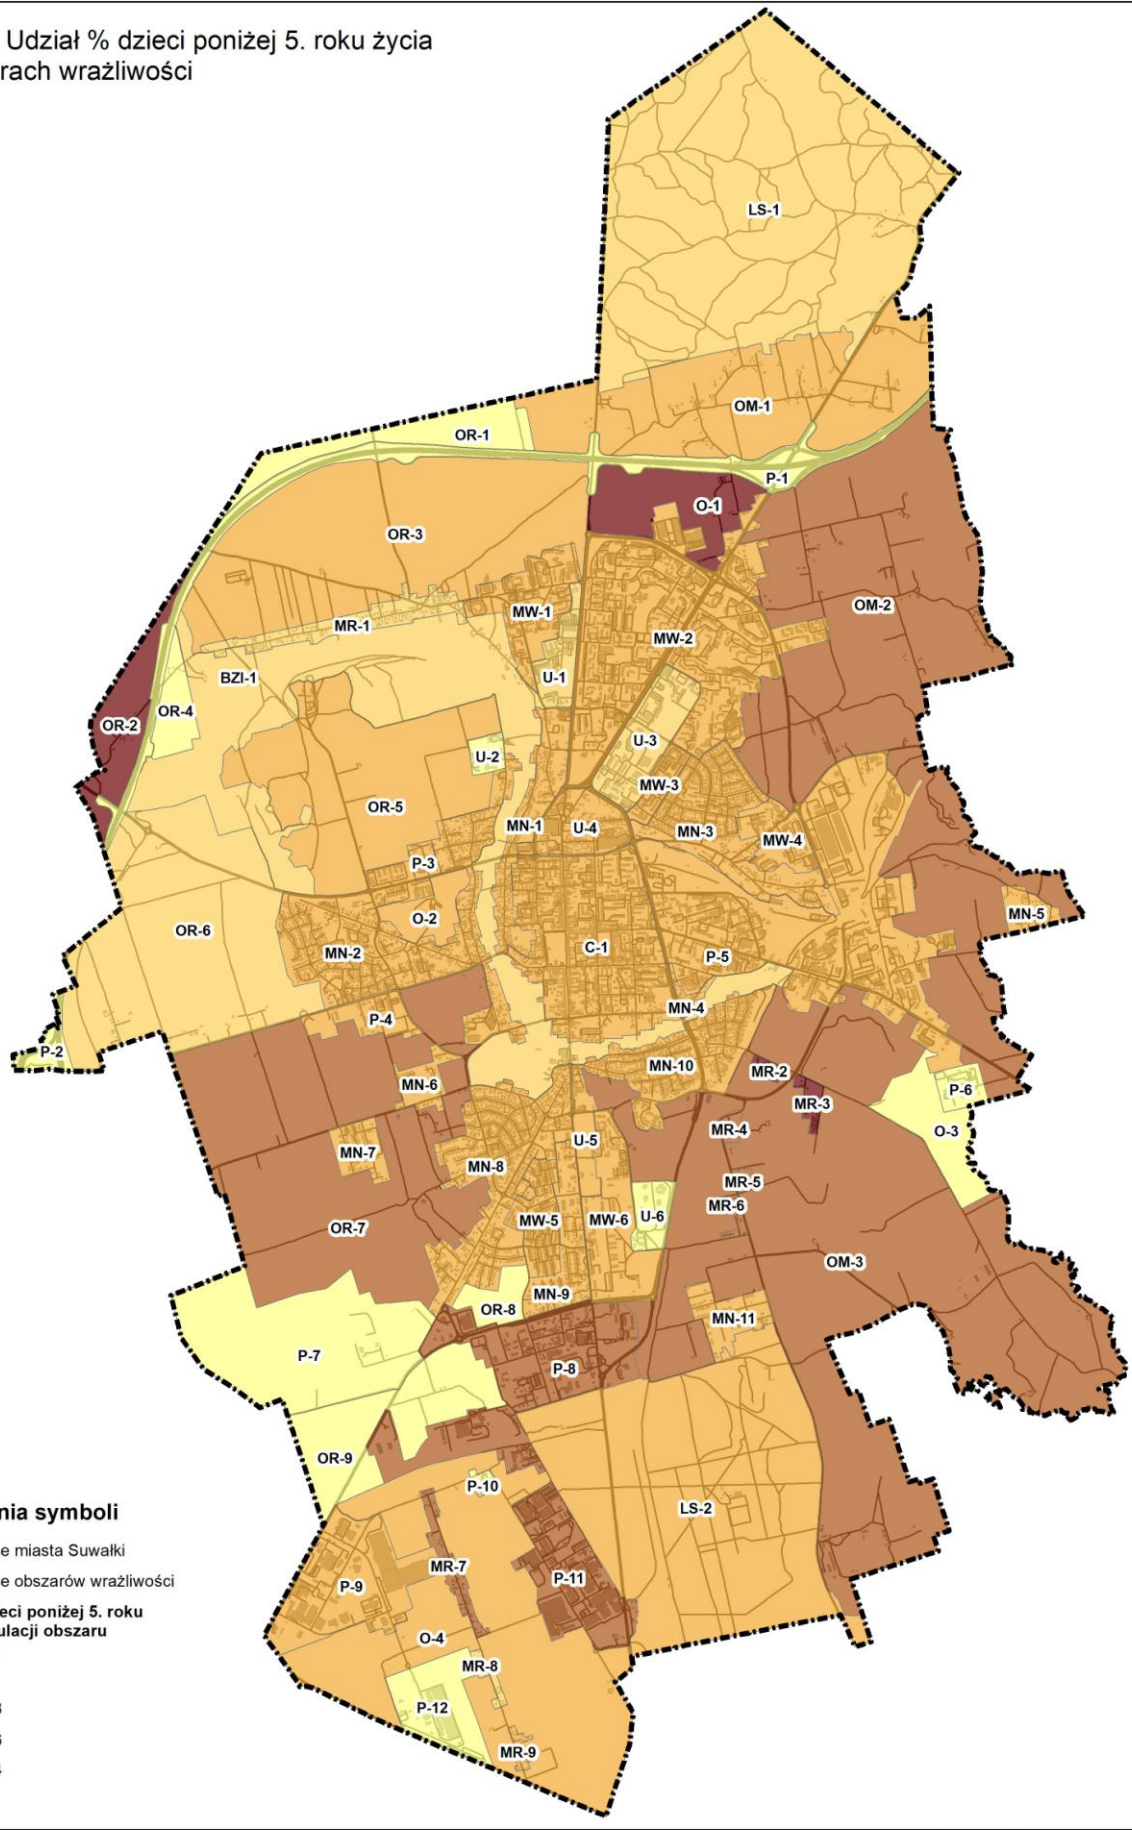 Udział % dzieci poniżej 5. roku życia
rach wrażliwości
LS-1
OM-1
OR-1
P-1
O-1
OR-3
OM-2
MW-1
MR-1
MW-2
BZI-1
U-1
OR-4
OR-2
U-3
U-2
MW-3
OR-5
MN-1
U-4
MN-3
MW-4
P-3
MN-5
O-2
OR-6
C-1
MN-2
P-5
MN-4
P-4
P-2
MN-10
MR-2
MN-6
P-6
MR-3
MR-4
O-3
U-5
MN-7
MN-8
MR-5
MR-6
U-6
MW-5
MW-6
OR-7
OM-3
MN-9
OR-8
MN-11
P-7
P-8
OR-9
P-10
LS-2
nia symboli
e miasta Suwałki
MR-7
P-11
e obszarów wrażliwości
P-9
eci poniżej 5. roku
ulacji obszaru
O-4
MR-8
P-12
MR-9